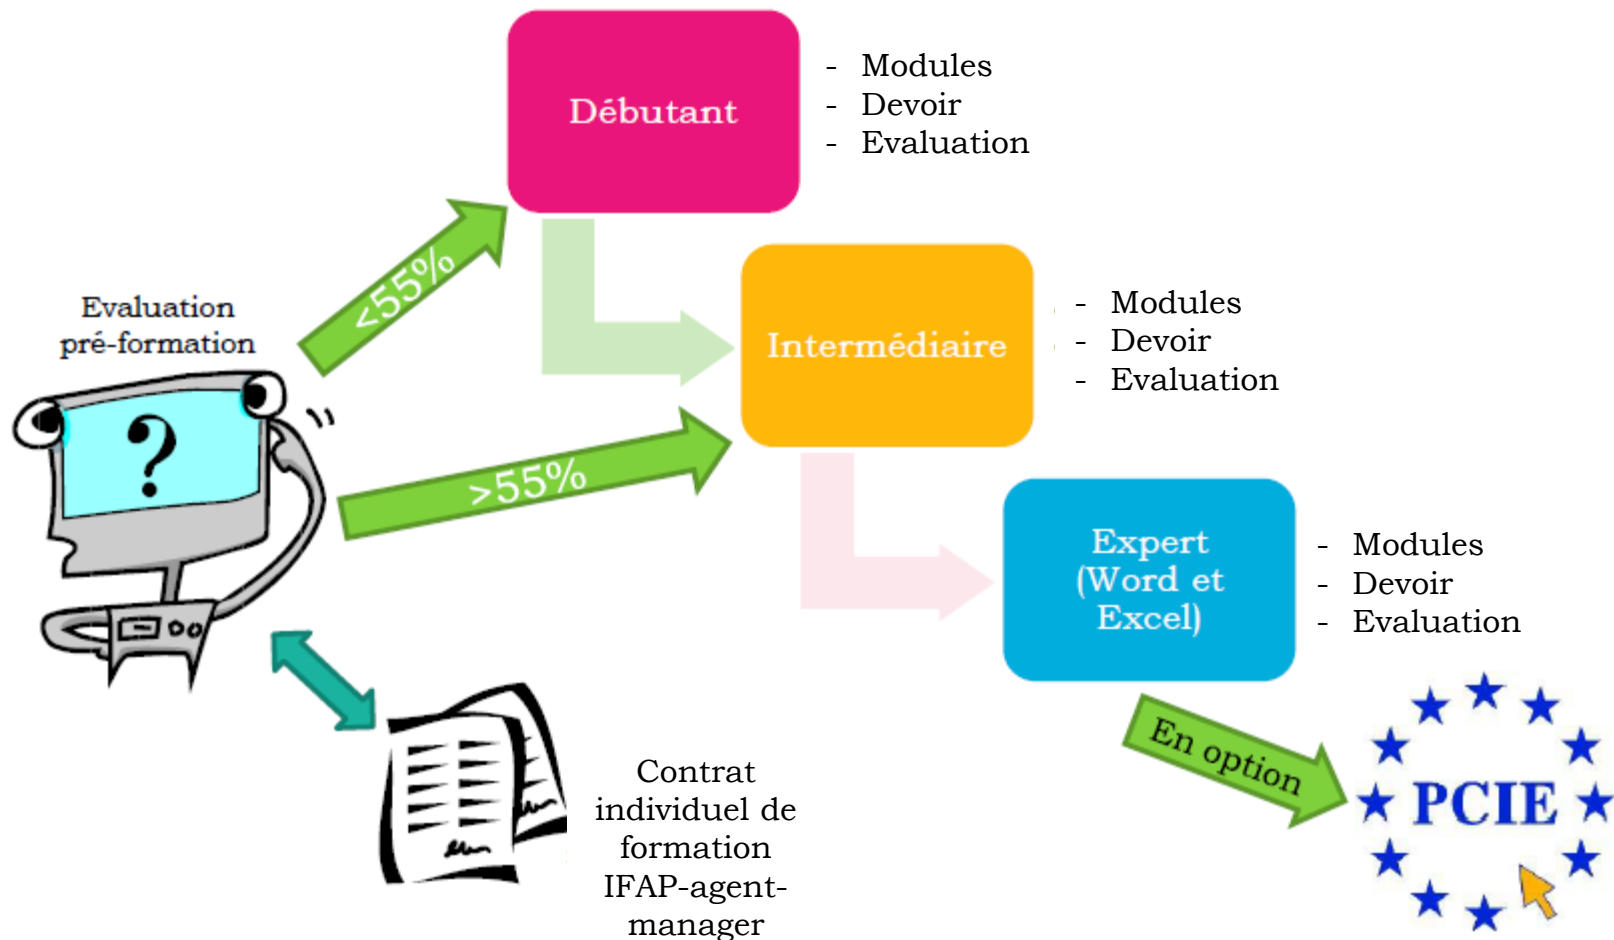 Débutant
- Modules
- Devoir
- Evaluation
<55%
Evaluation
pré-formation
?
Intermédiaire
- Modules
- Devoir
- Evaluation
>55%
Expert
(Word et
Excel)
- Modules
- Devoir
- Evaluation
En option
PCIE
Contrat
individuel de
formation
IFAP-agent-
manager